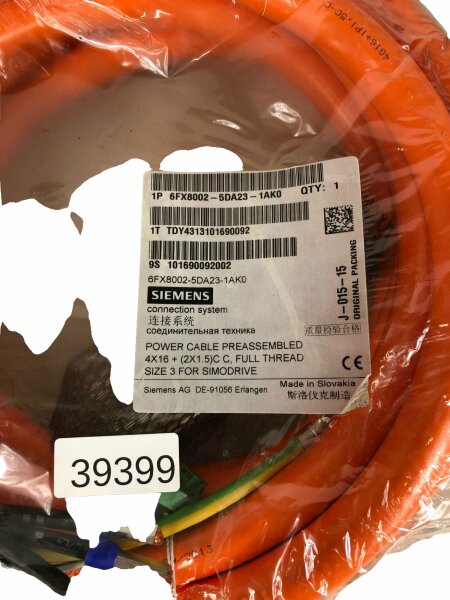 4G16+(2x1,5)C-C
1P 6FX8002-5DA23-1AK0 QTY: 1
1T TDY4313101690092
9S 101690092002
6FX8002-5DA23-1AK0
SIEMENS
connection system
连接系统
соединительная техника
POWER CABLE PREASSEMBLED
4X16 + (2X1.5)C C, FULL THREAD
SIZE 3 FOR SIMODRIVE
Siemens AG DE-91056 Erlangen
J-015-15
ORIGINAL PACKING
质量检验合格
CE
Made in Slovakia
斯洛伐克制造
39399